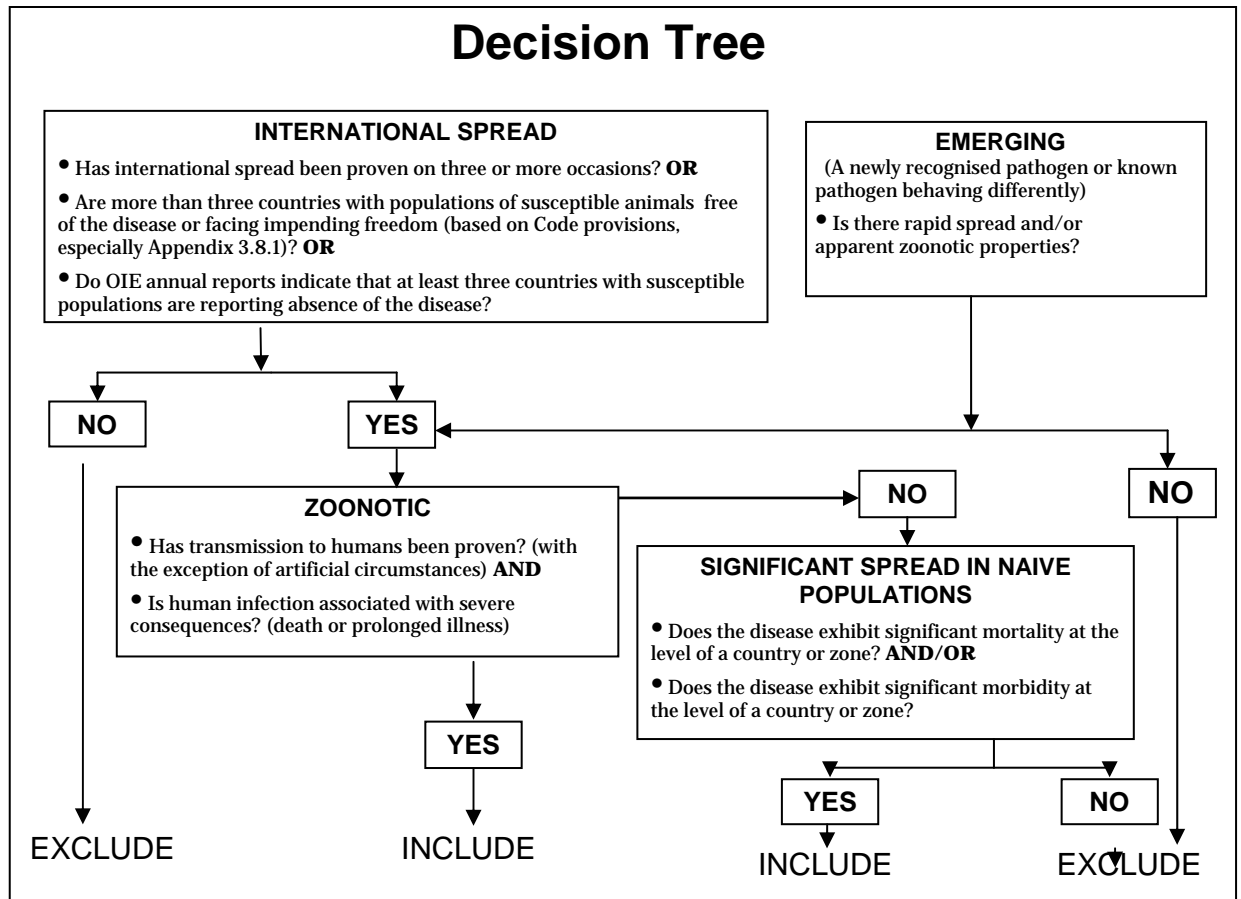 Decision Tree
INTERNATIONAL SPREAD
• Has international spread been proven on three or more occasions? OR
• Are more than three countries with populations of susceptible animals free
of the disease or facing impending freedom (based on Code provisions,
especially Appendix 3.8.1)? OR
• Do OIE annual reports indicate that at least three countries with susceptible
populations are reporting absence of the disease?
EMERGING
(A newly recognised pathogen or known
pathogen behaving differently)
• Is there rapid spread and/or
apparent zoonotic properties?
NO
YES
NO
NO
ZOONOTIC
• Has transmission to humans been proven? (with
the exception of artificial circumstances) AND
• Is human infection associated with severe
consequences? (death or prolonged illness)
SIGNIFICANT SPREAD IN NAIVE
POPULATIONS
• Does the disease exhibit significant mortality at the
level of a country or zone? AND/OR
• Does the disease exhibit significant morbidity at
the level of a country or zone?
YES
YES
NO
EXCLUDE
INCLUDE
INCLUDE
EXCLUDE